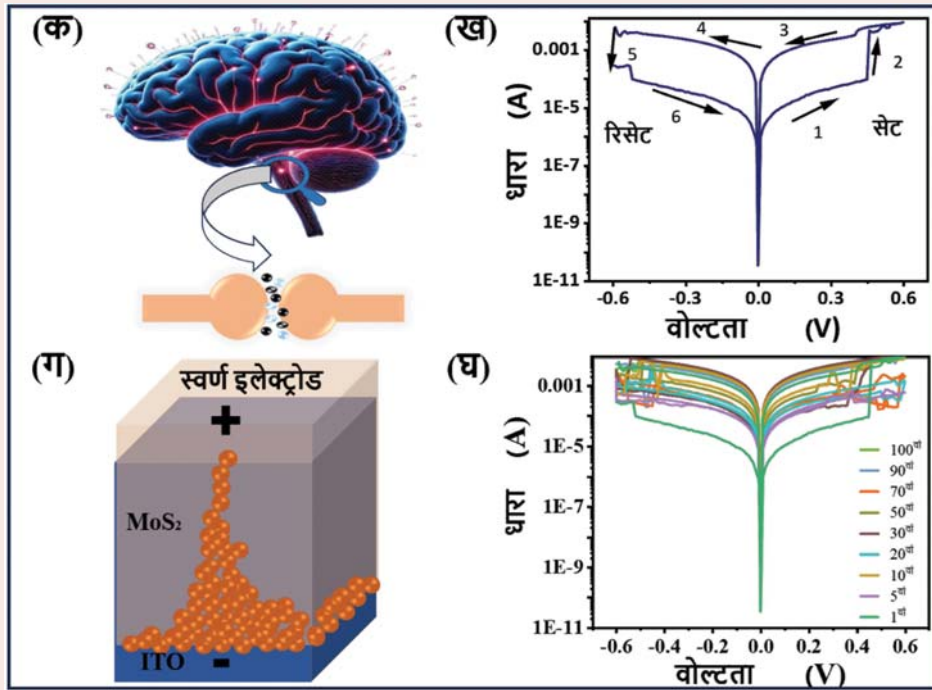 (क)
(ख)
0.001
1E-5
1E-7
1E-9
1E-11
धारा (A)
4
3
5
2
6
1
रिसेट
सेट
-0.6 -0.3 0.0 0.3 0.6
वोल्टता (V)
(ग)
स्वर्ण इलेक्ट्रोड
+
MoS₂
ITO
-
(घ)
0.001
1E-5
1E-7
1E-9
1E-11
धारा (A)
100वां
90वां
70वां
50वां
30वां
20वां
10वां
5वां
1वां
-0.6 -0.4 -0.2 0.0 0.2 0.4 0.6
वोल्टता (V)